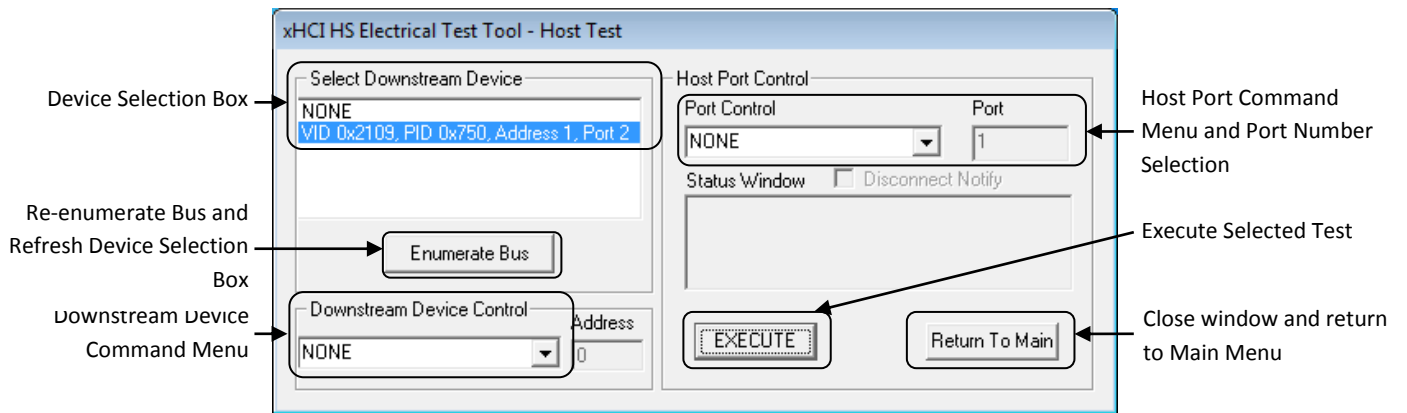 xHCI HS Electrical Test Tool - Host Test
Device Selection Box
Re-enumerate Bus and
Refresh Device Selection
Box
Downstream Device
Command Menu
Select Downstream Device
NONE
VID 0x2109, PID 0x750, Address 1, Port 2
Enumerate Bus
Downstream Device Control
Address
NONE
0
Host Port Control
Port Control
Port
NONE
1
Status Window
Disconnect Notify
EXECUTE
Return To Main
Host Port Command
Menu and Port Number
Selection
Execute Selected Test
Close window and return
to Main Menu